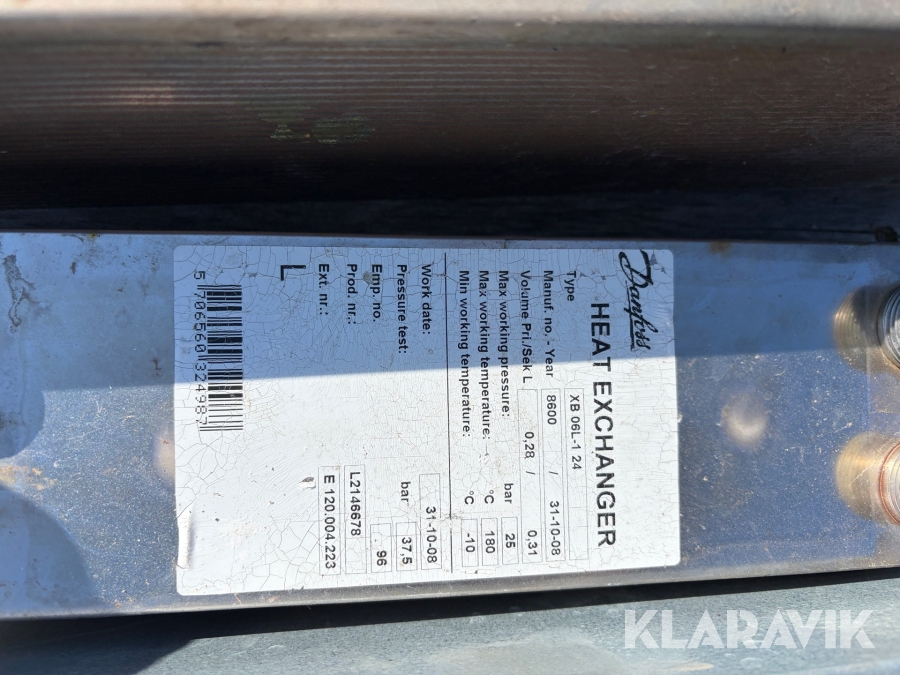 Danfoss
HEAT EXCHANGER
Type XB 06L-1 24
Manuf. no. - Year 8600 / 31-10-08
Volume Pri./Sek L 0,28 / 0,31
Max working pressure: bar 25
Max working temperature: °C 180
Min working temperature: °C -10
Work date: 31-10-08
Pressure test: bar 37,5
Emp. no. 96
Prod. nr.: L2146678
Ext. nr.: E 120.004.223
L
5 706560 324987
KLARAVIK